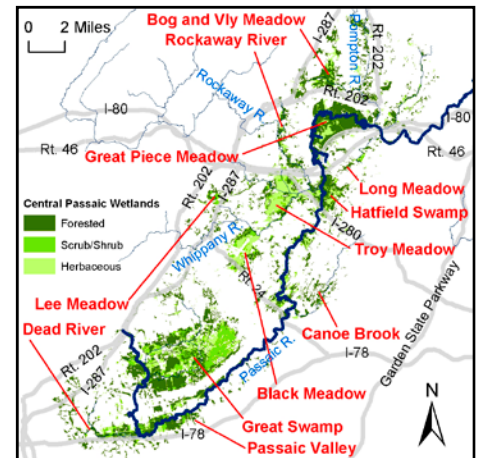 0 2 Miles
Bog and Vly Meadow
Rockaway River
I-287
Pompton R.
Rt. 202
Rockaway R.
Rt. 202
I-80
I-80
Rt. 46
Rt. 46
Great Piece Meadow
Long Meadow
Rt. 202
I-287
Hatfield Swamp
Central Passaic Wetlands
Forested
Scrub/Shrub
Herbaceous
I-280
Troy Meadow
Whippany R.
Rt. 24
Lee Meadow
Dead River
Canoe Brook
Garden State Parkway
Rt. 202
I-287
Passaic R.
I-78
Black Meadow
N
Great Swamp
I-78
Passaic Valley